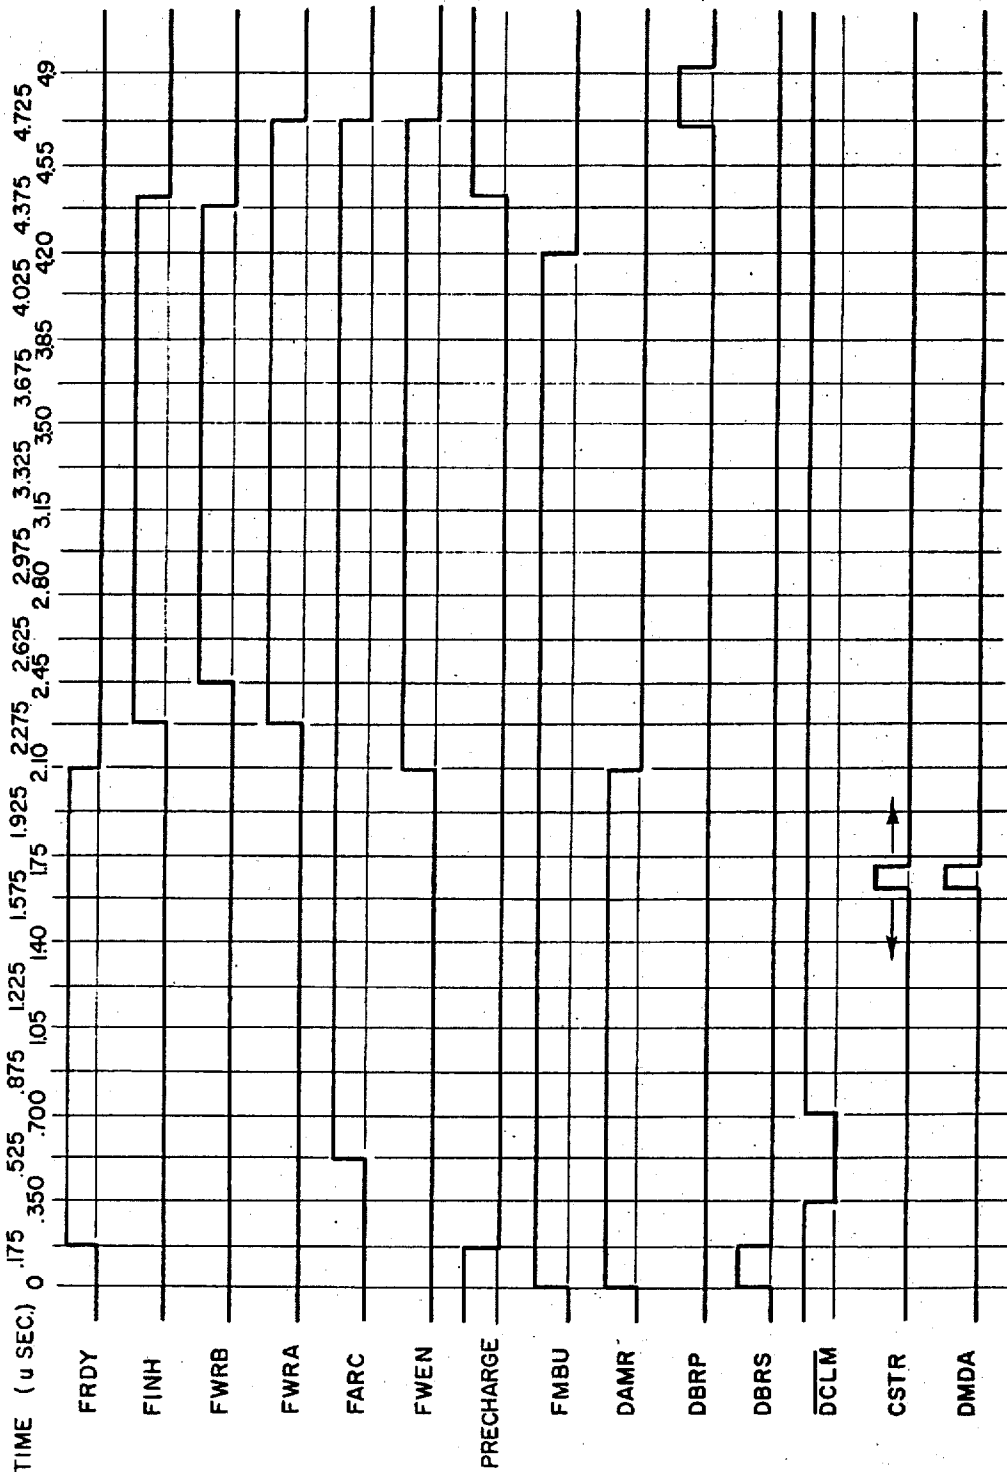 TIME (u SEC.) 0 .175 .350 .525 .700 .875 1.05 1.225 1.40 1.575 1.75 1.925 2.10 2.275 2.45 2.625 2.80 2.975 3.15 3.325 3.50 3.675 3.85 4.025 4.20 4.375 4.55 4.725 4.9
FRDY
FINH
FWRB
FWRA
FARC
FWEN
PRECHARGE
FMBU
DAMR
DBRP
DBRS
DCLM
CSTR
DMDA